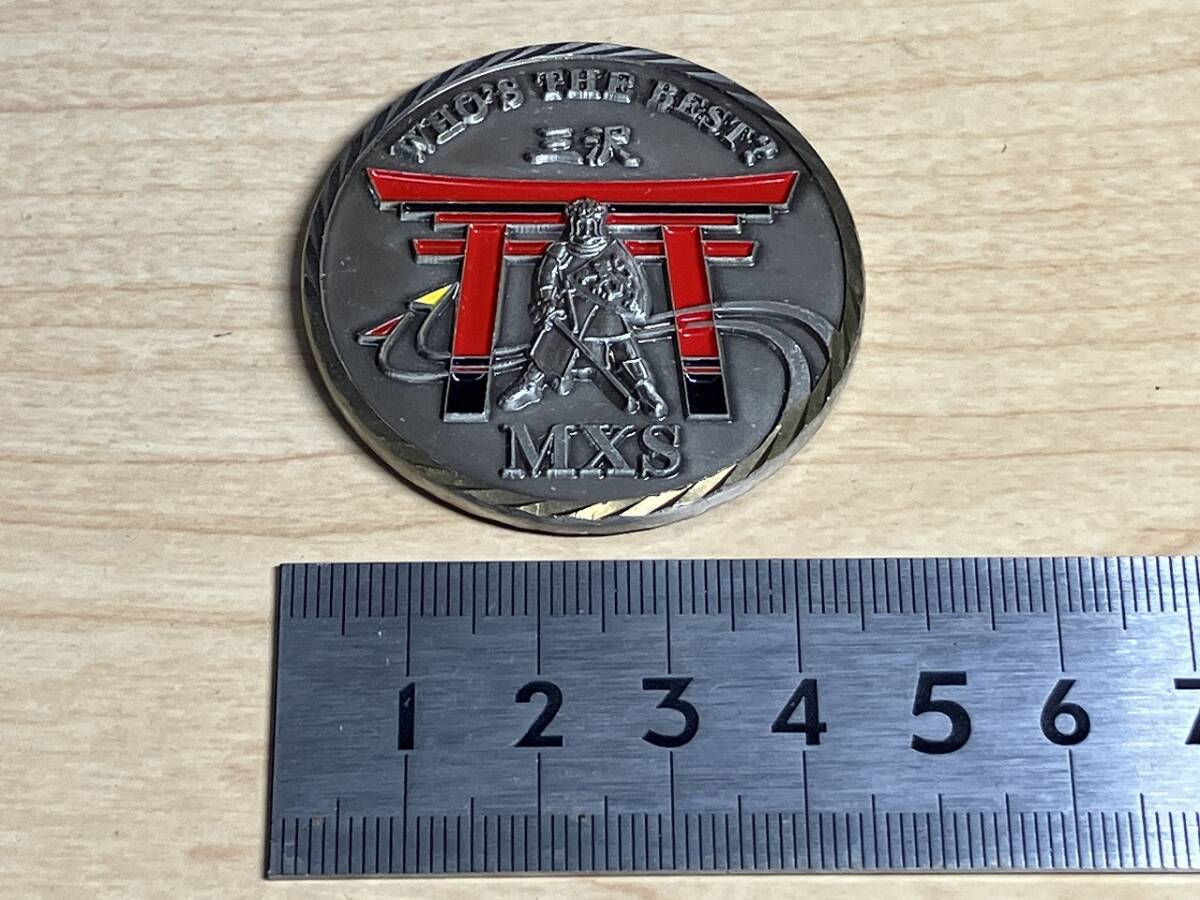 WHO'S THE BEST?
三沢
MXS
1 2 3 4 5 6 7